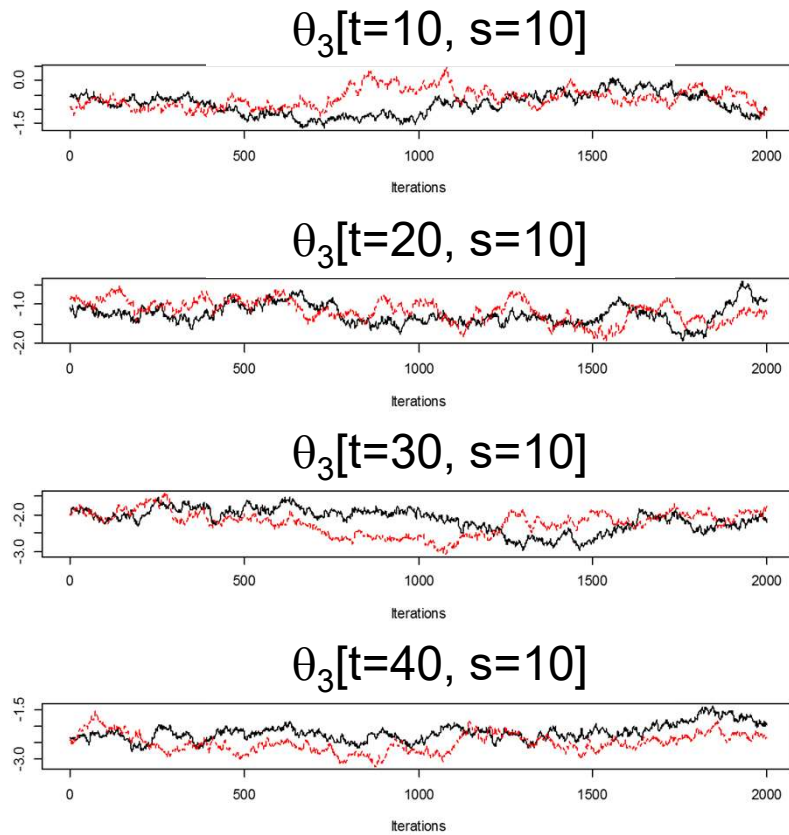 θ₃[t=10, s=10]
0.0
-1.5
0 500 1000 1500 2000
Iterations
θ₃[t=20, s=10]
-1.0
-2.0
0 500 1000 1500 2000
Iterations
θ₃[t=30, s=10]
-2.0
-3.0
0 500 1000 1500 2000
Iterations
θ₃[t=40, s=10]
-1.5
-3.0
0 500 1000 1500 2000
Iterations